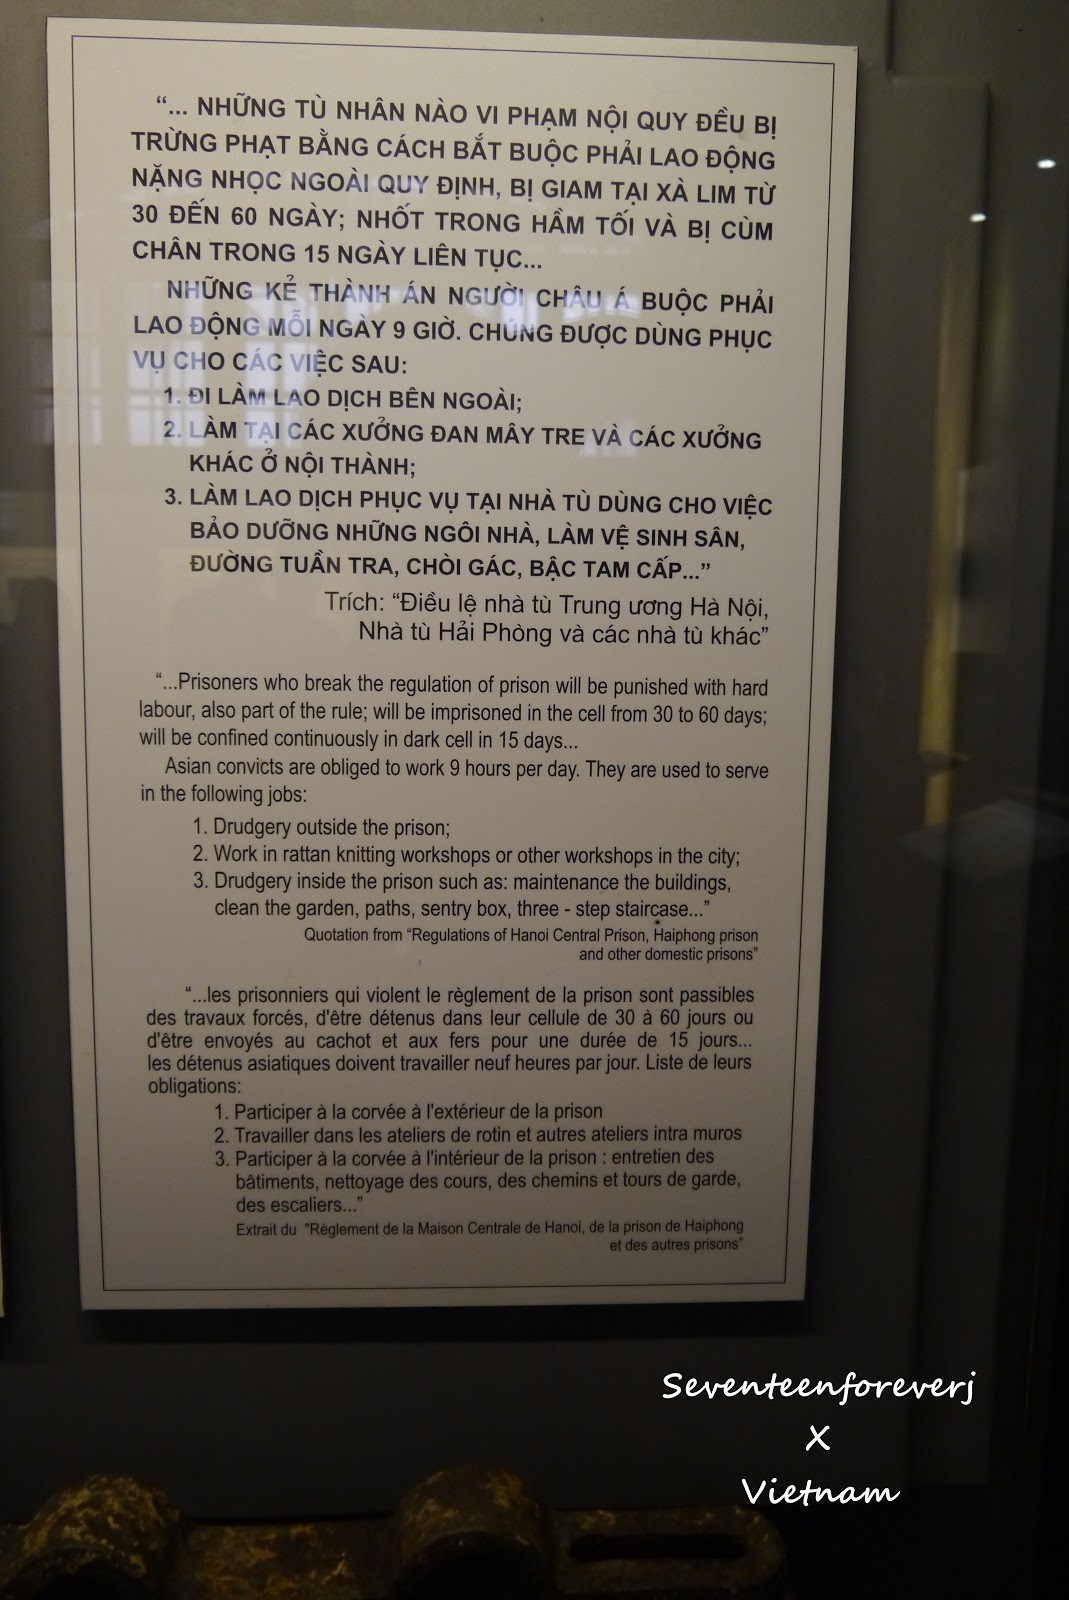 “... NHỮNG TÙ NHÂN NÀO VI PHẠM NỘI QUY ĐỀU BỊ
TRỪNG PHẠT BẰNG CÁCH BẮT BUỘC PHẢI LAO ĐỘNG
NẶNG NHỌC NGOÀI QUY ĐỊNH, BỊ GIAM TẠI XÀ LIM TỪ
30 ĐẾN 60 NGÀY; NHỐT TRONG HẦM TỐI VÀ BỊ CÙM
CHÂN TRONG 15 NGÀY LIÊN TỤC...
NHỮNG KẺ THÀNH ÁN NGƯỜI CHÂU Á BUỘC PHẢI
LAO ĐỘNG MỖI NGÀY 9 GIỜ. CHÚNG ĐƯỢC DÙNG PHỤC
VỤ CHO CÁC VIỆC SAU:
1. ĐI LÀM LAO DỊCH BÊN NGOÀI;
2. LÀM TẠI CÁC XƯỞNG ĐAN MÂY TRE VÀ CÁC XƯỞNG
KHÁC Ở NỘI THÀNH;
3. LÀM LAO DỊCH PHỤC VỤ TẠI NHÀ TÙ DÙNG CHO VIỆC
BẢO DƯỠNG NHỮNG NGÔI NHÀ, LÀM VỆ SINH SÂN,
ĐƯỜNG TUẦN TRA, CHÒI GÁC, BẬC TAM CẤP...”
Trích: “Điều lệ nhà tù Trung ương Hà Nội,
Nhà tù Hải Phòng và các nhà tù khác”
“...Prisoners who break the regulation of prison will be punished with hard
labour, also part of the rule; will be imprisoned in the cell from 30 to 60 days;
will be confined continuously in dark cell in 15 days...
Asian convicts are obliged to work 9 hours per day. They are used to serve
in the following jobs:
1. Drudgery outside the prison;
2. Work in rattan knitting workshops or other workshops in the city;
3. Drudgery inside the prison such as: maintenance the buildings,
clean the garden, paths, sentry box, three - step staircase...”
Quotation from “Regulations of Hanoi Central Prison, Haiphong prison
and other domestic prisons”
“...les prisonniers qui violent le règlement de la prison sont passibles
des travaux forcés, d'être détenus dans leur cellule de 30 à 60 jours ou
d'être envoyés au cachot et aux fers pour une durée de 15 jours...
les détenus asiatiques doivent travailler neuf heures par jour. Liste de leurs
obligations:
1. Participer à la corvée à l'extérieur de la prison
2. Travailler dans les ateliers de rotin et autres ateliers intra muros
3. Participer à la corvée à l'intérieur de la prison : entretien des
bâtiments, nettoyage des cours, des chemins et tours de garde,
des escaliers...”
Extrait du "Règlement de la Maison Centrale de Hanoi, de la prison de Haiphong
et des autres prisons”
Seventeenforeverj
X
Vietnam